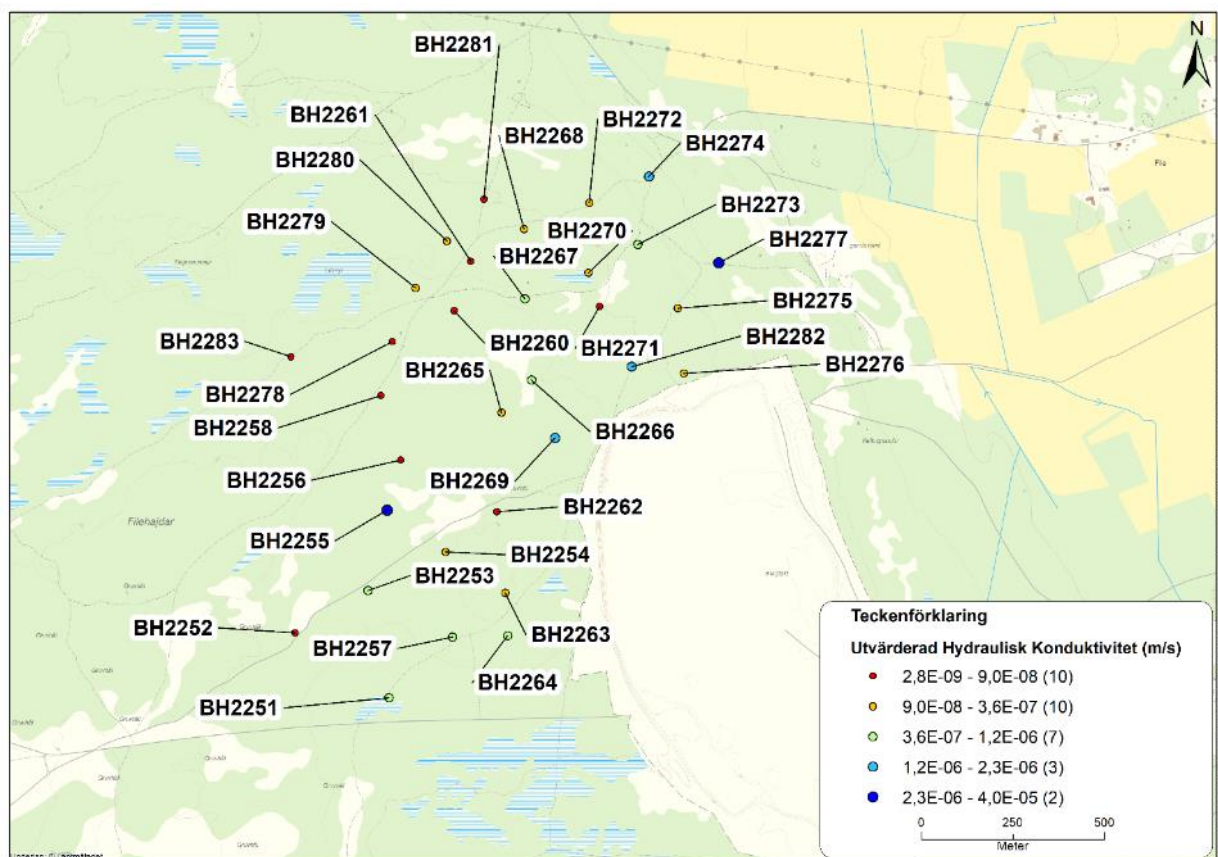 N
BH2281
BH2261
BH2268
BH2272
BH2274
BH2280
BH2273
BH2279
BH2270
BH2277
BH2267
BH2275
BH2283
BH2260
BH2271
BH2282
BH2265
BH2276
BH2278
BH2258
BH2266
BH2256
BH2269
BH2262
Filehajdar
BH2255
BH2254
BH2253
BH2252
BH2257
BH2263
BH2264
BH2251
File
Teckenförklaring
Utvärderad Hydraulisk Konduktivitet (m/s)
2,8E-09 - 9,0E-08 (10)
9,0E-08 - 3,6E-07 (10)
3,6E-07 - 1,2E-06 (7)
1,2E-06 - 2,3E-06 (3)
2,3E-06 - 4,0E-05 (2)
0 250 500
Meter